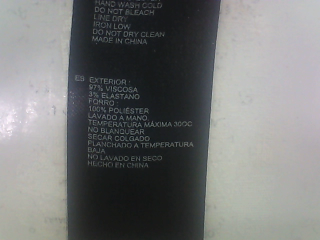 HAND WASH COLD
DO NOT BLEACH
LINE DRY
IRON LOW
DO NOT DRY CLEAN
MADE IN CHINA
ES EXTERIOR :
97% VISCOSA
3% ELASTANO
FORRO
100% POLIÉSTER
LAVADO A MANO.
TEMPERATURA MÁXIMA 30OC.
NO BLANQUEAR
SECAR COLGADO
PLANCHADO A TEMPERATURA
BAJA
NO LAVADO EN SECO
HECHO EN CHINA